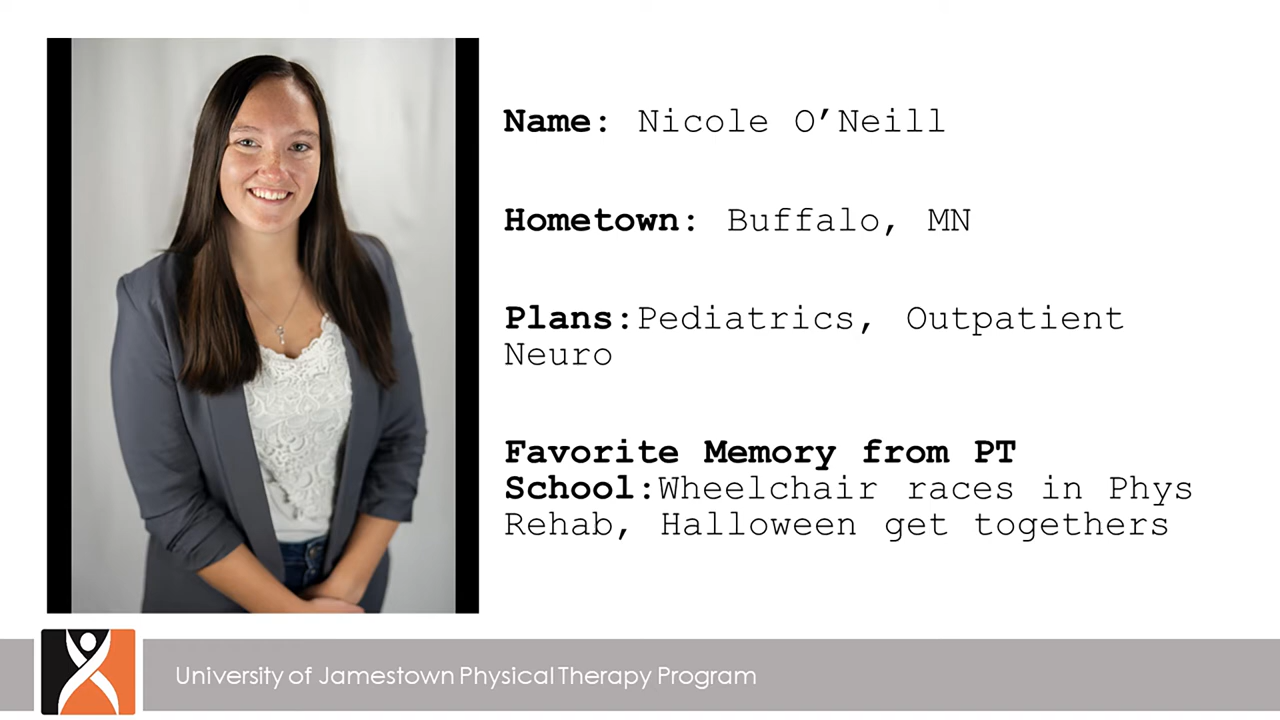 Name: Nicole O’Neill
Hometown: Buffalo, MN
Plans:Pediatrics, Outpatient
Neuro
Favorite Memory from PT
School:Wheelchair races in Phys
Rehab, Halloween get togethers
University of Jamestown Physical Therapy Program